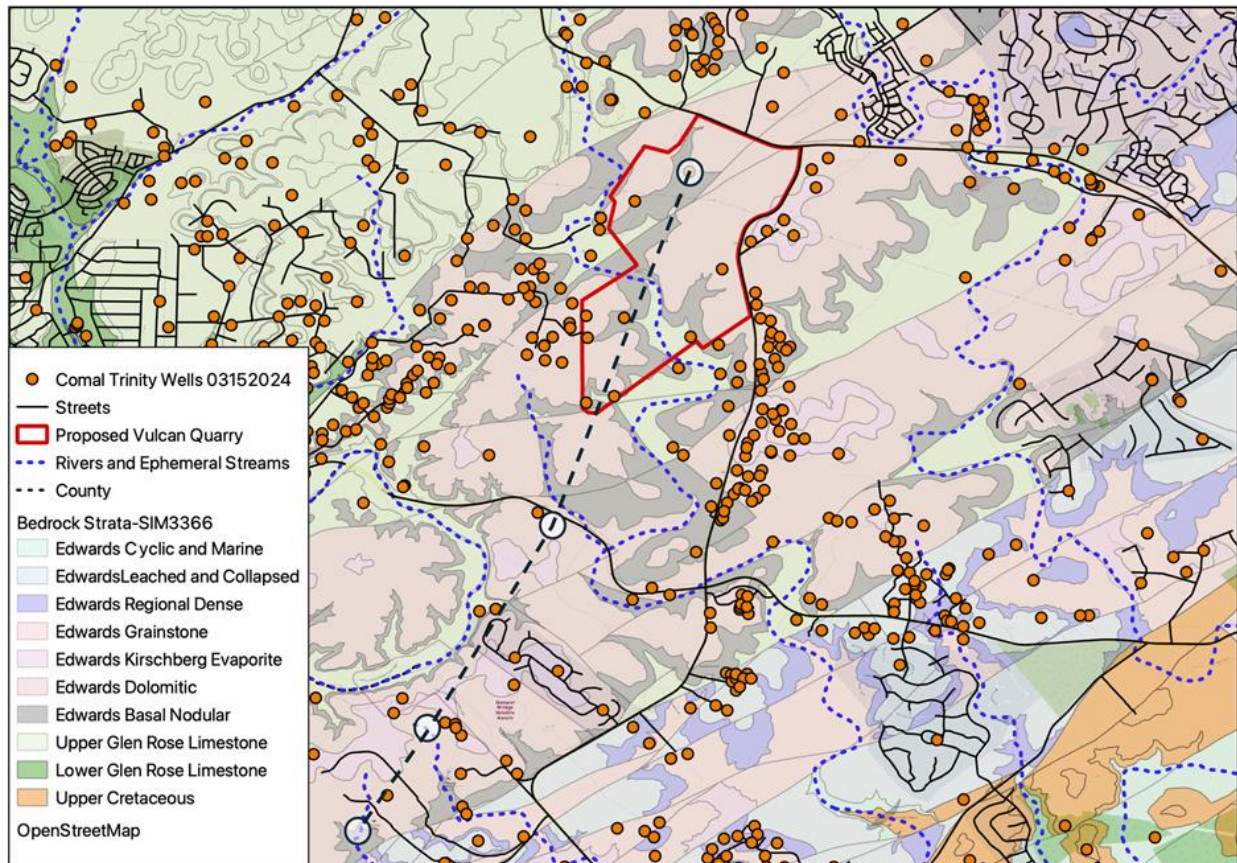 Comal Trinity Wells 03152024
Streets
Proposed Vulcan Quarry
Rivers and Ephemeral Streams
County
Bedrock Strata-SIM3366
Edwards Cyclic and Marine
EdwardsLeached and Collapsed
Edwards Regional Dense
Edwards Grainstone
Edwards Kirschberg Evaporite
Edwards Dolomitic
Edwards Basal Nodular
Upper Glen Rose Limestone
Lower Glen Rose Limestone
Upper Cretaceous
OpenStreetMap
Natural
Bridge